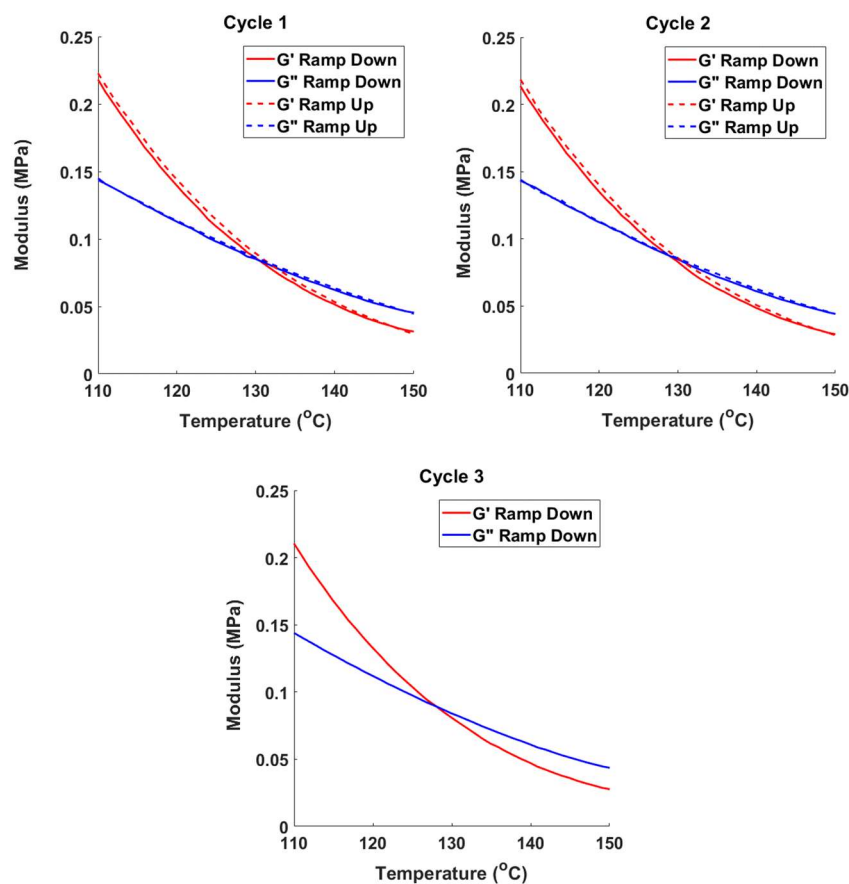 Cycle 1
0.25
0.2
0.15
0.1
0.05
0
Modulus (MPa)
G' Ramp Down
G" Ramp Down
G' Ramp Up
G" Ramp Up
110 120 130 140 150
Temperature (°C)
Cycle 2
0.25
0.2
0.15
0.1
0.05
0
Modulus (MPa)
G' Ramp Down
G" Ramp Down
G' Ramp Up
G" Ramp Up
110 120 130 140 150
Temperature (°C)
Cycle 3
0.25
0.2
0.15
0.1
0.05
0
Modulus (MPa)
G' Ramp Down
G" Ramp Down
110 120 130 140 150
Temperature (°C)